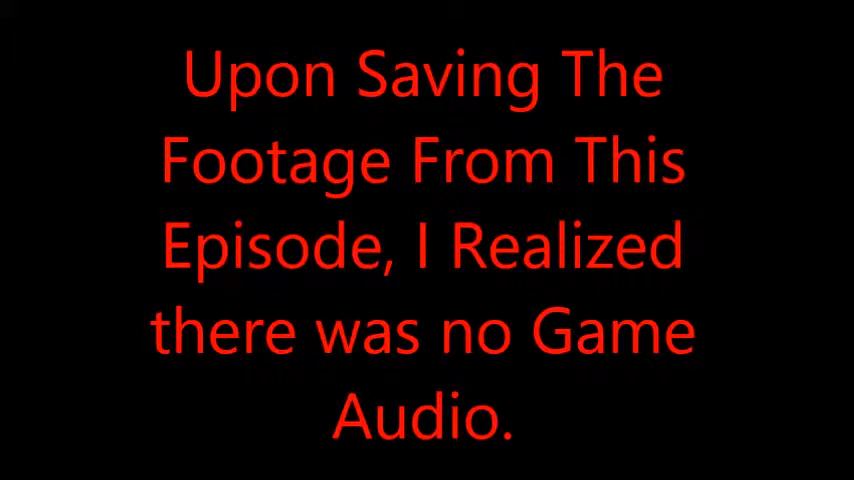 Upon Saving The
Footage From This
Episode, I Realized
there was no Game
Audio.